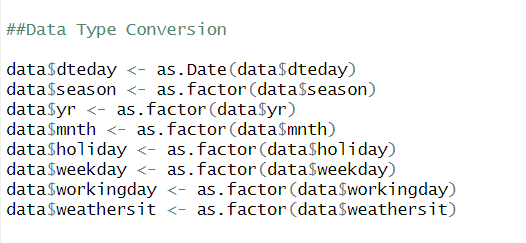 ##Data Type Conversion
data$dteday <- as.Date(data$dteday)
data$season <- as.factor(data$season)
data$yr <- as.factor(data$yr)
data$mnth <- as.factor(data$mnth)
data$holiday <- as.factor(data$holiday)
data$weekday <- as.factor(data$weekday)
data$workingday <- as.factor(data$workingday)
data$weathersit <- as.factor(data$weathersit)